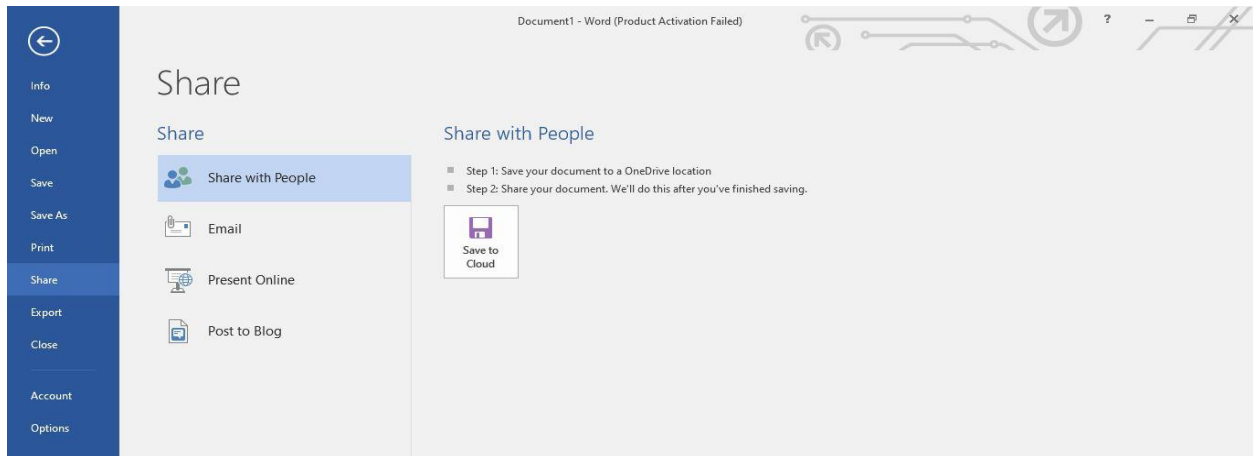 Document1 - Word (Product Activation Failed)
?
Info
New
Open
Save
Save As
Print
Share
Export
Close
Account
Options
Share
Share
Share with People
Email
Present Online
Post to Blog
Share with People
Step 1: Save your document to a OneDrive location
Step 2: Share your document. We'll do this after you've finished saving.
Save to
Cloud